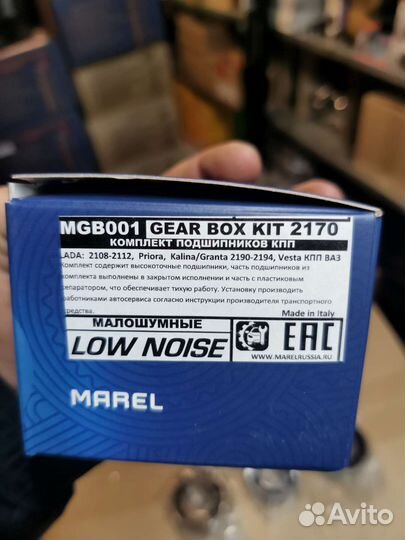 MGB001 GEAR BOX KIT 2170
КОМПЛЕКТ ПОДШИПНИКОВ КПП
LADA: 2108-2112, Priora, Kalina/Granta 2190-2194, Vesta КПП ВАЗ
Комплект содержит высокоточные подшипники, часть подшипников из
комплекта выполнены в закрытом исполнении и часть с пластиковым
сепаратором, что обеспечивает тихую работу. Установку производить
работниками автосервиса согласно инструкции производителя транспортного
средства.
Made in Italy
МАЛОШУМНЫЕ
LOW NOISE
EAC
WWW.MARELRUSSIA.RU
MAREL
Avito